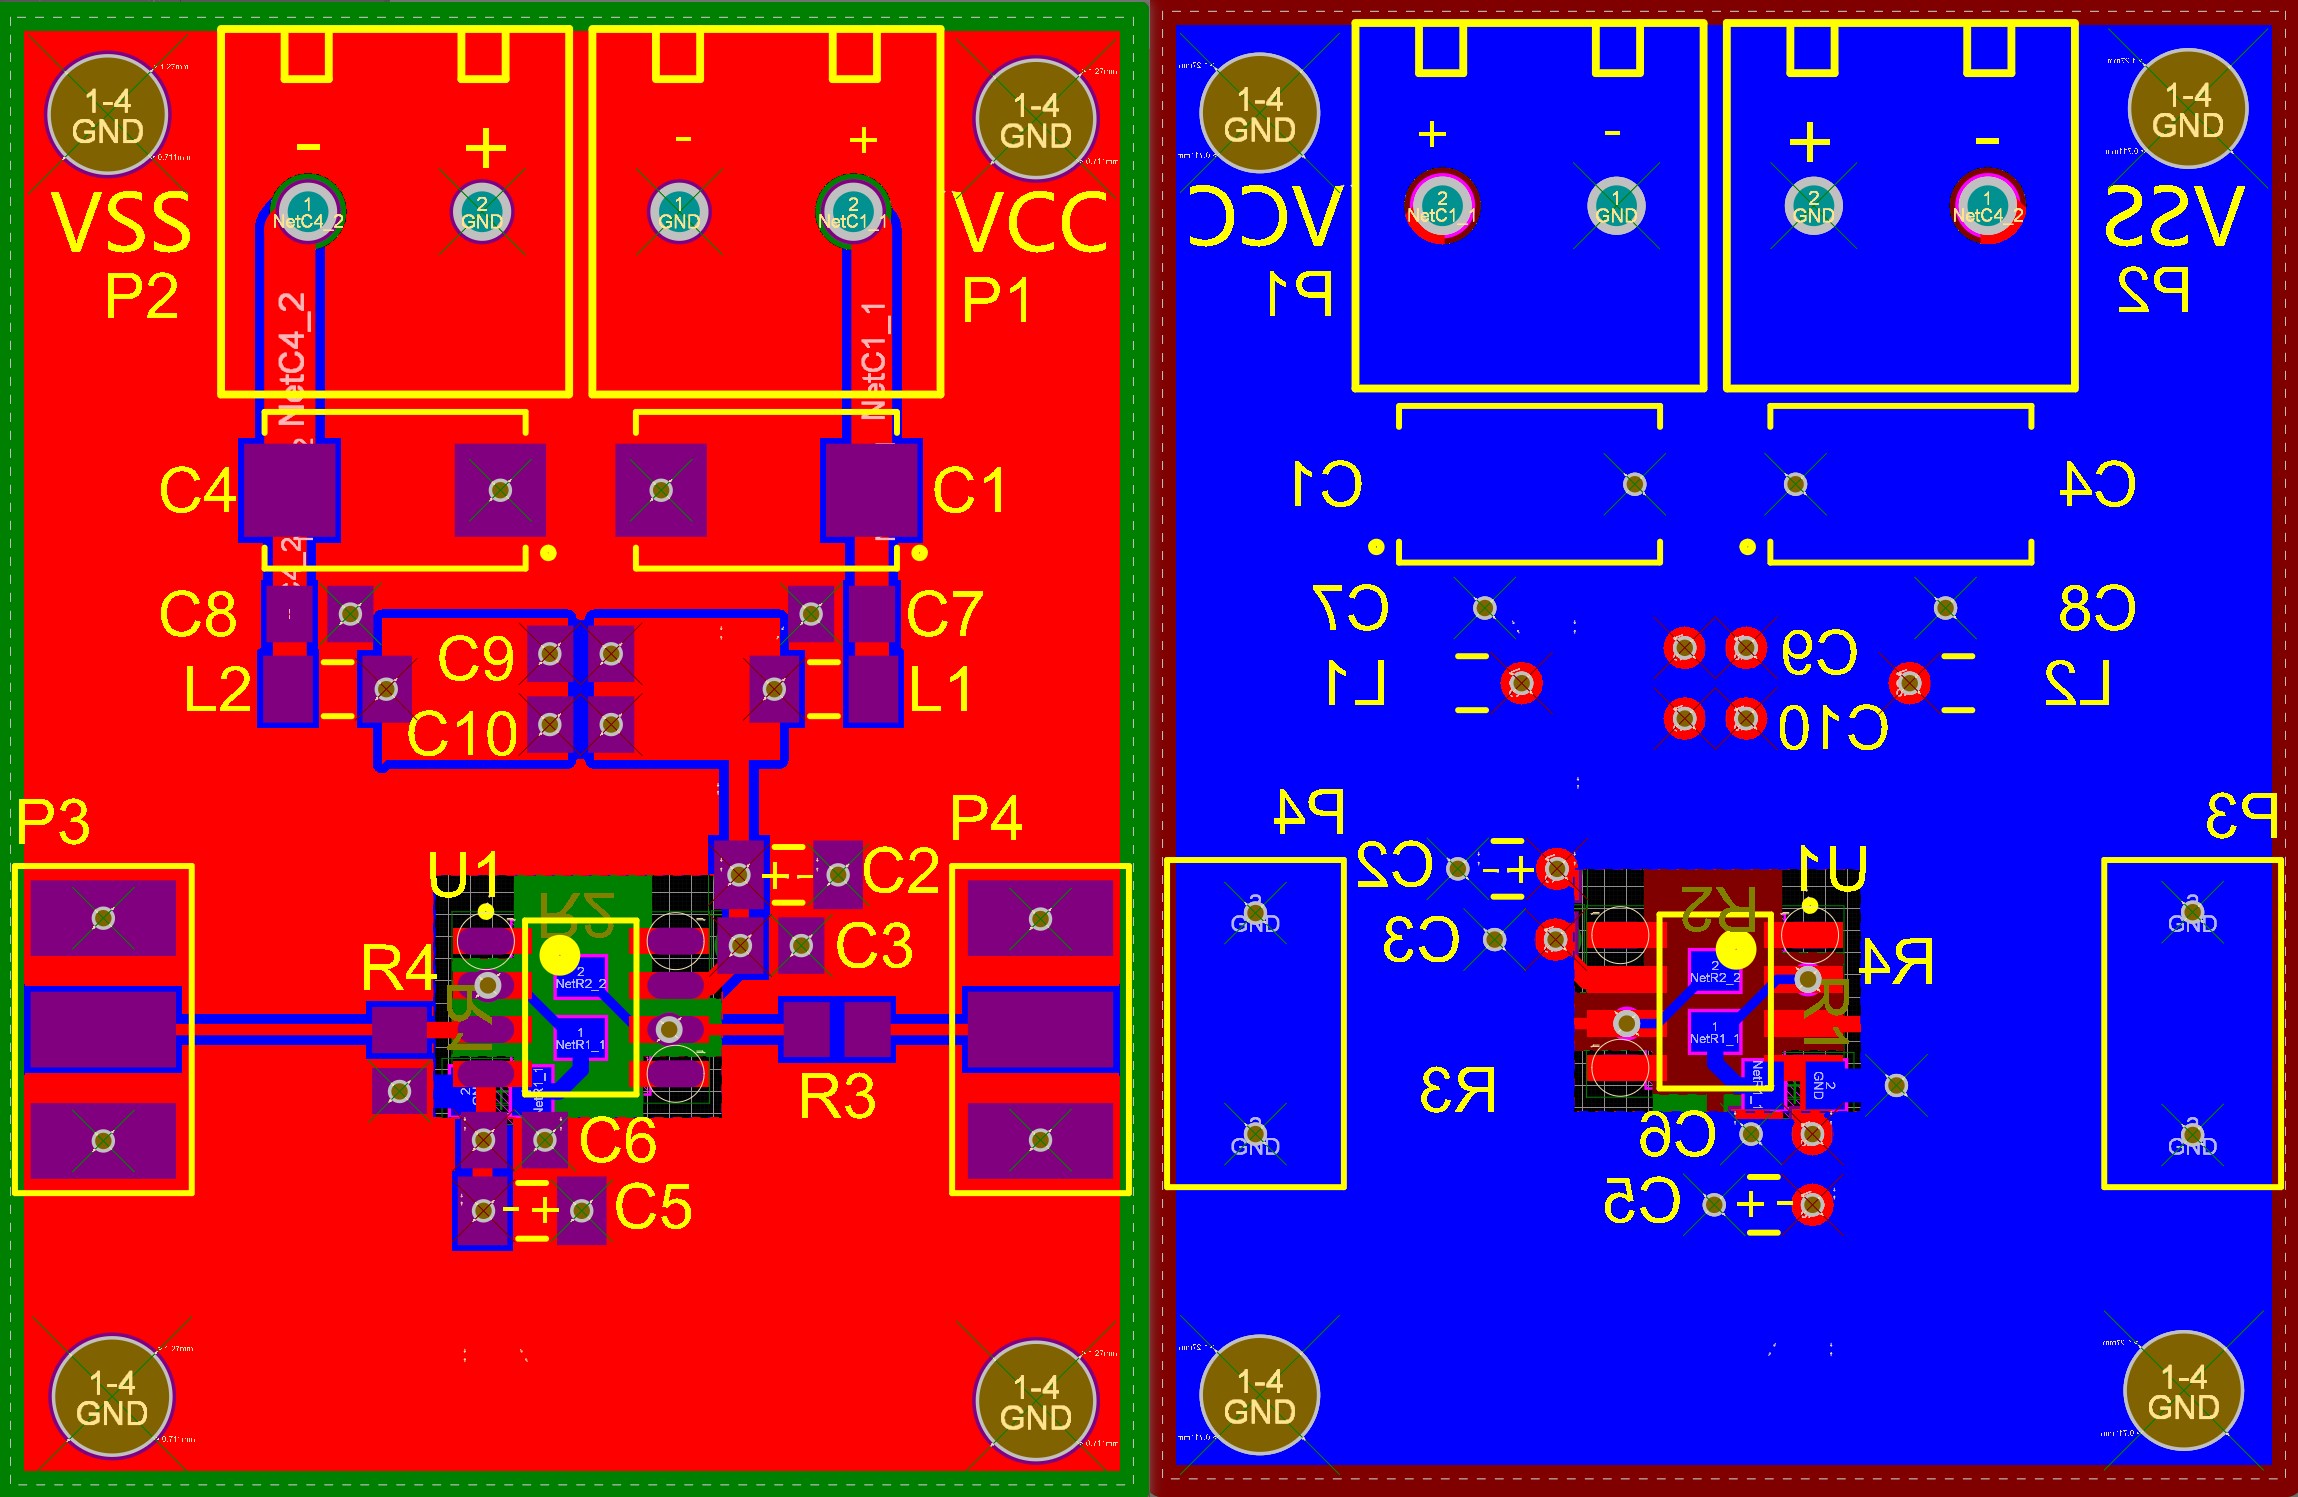 1-4
GND
- +
- +
1-4
GND
VSS
1
NetC4_2
2
GND
1
GND
2
NetC1_1
VCC
P2
P1
NetC4_2
NetC1_1
C4
C1
C8
C7
C9
L2
L1
C10
P3
P4
U1
C2
+ -
R2
R4
C3
2
NetR2_2
R1
1
NetR1_1
NetR1_1
R3
C6
C5
- +
1-4
GND
1-4
GND
1-4
GND
+ -
+ -
1-4
GND
VCC
2
NetC1_1
1
GND
2
GND
1
NetC4_2
VSS
P1
P2
C1
C4
C7
C8
C9
L1
L2
C10
P4
P3
C2
- +
U1
R2
GND
GND
C3
R4
2
NetR2_2
R1
1
NetR1_1
NetR1_1
2
GND
R3
C6
GND
GND
C5
+ -
1-4
GND
1-4
GND